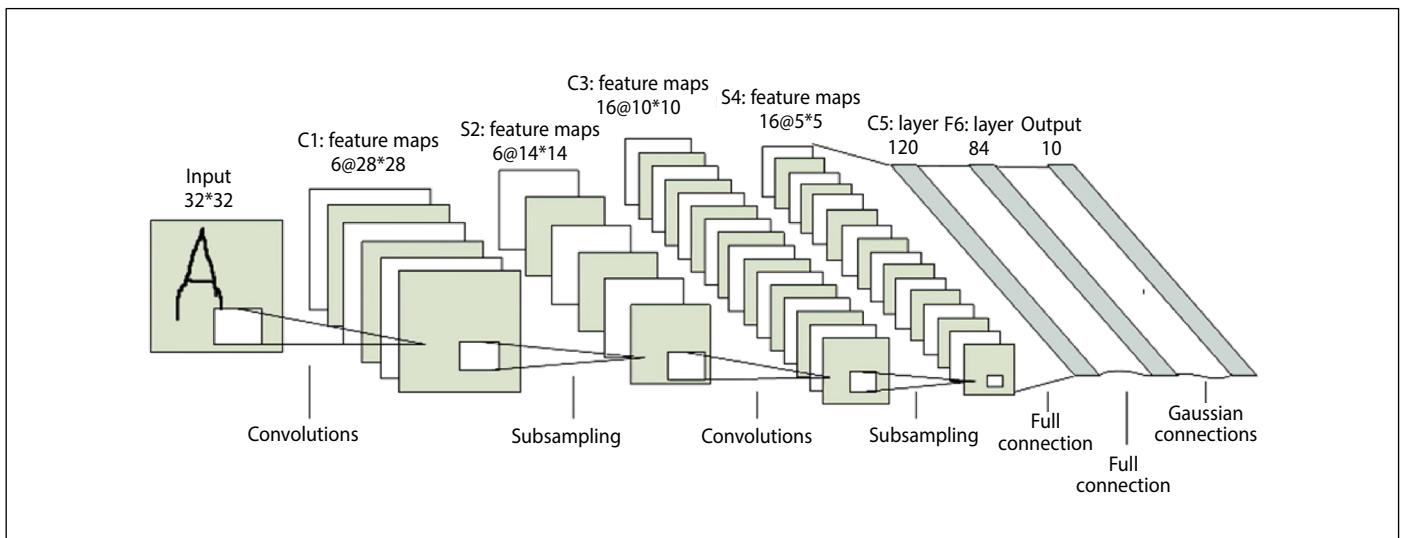 Input
32*32
A
C1: feature maps
6@28*28
S2: feature maps
6@14*14
C3: feature maps
16@10*10
S4: feature maps
16@5*5
C5: layer
120
F6: layer
84
Output
10
Convolutions
Subsampling
Convolutions
Subsampling
Full
connection
Full
connection
Gaussian
connections